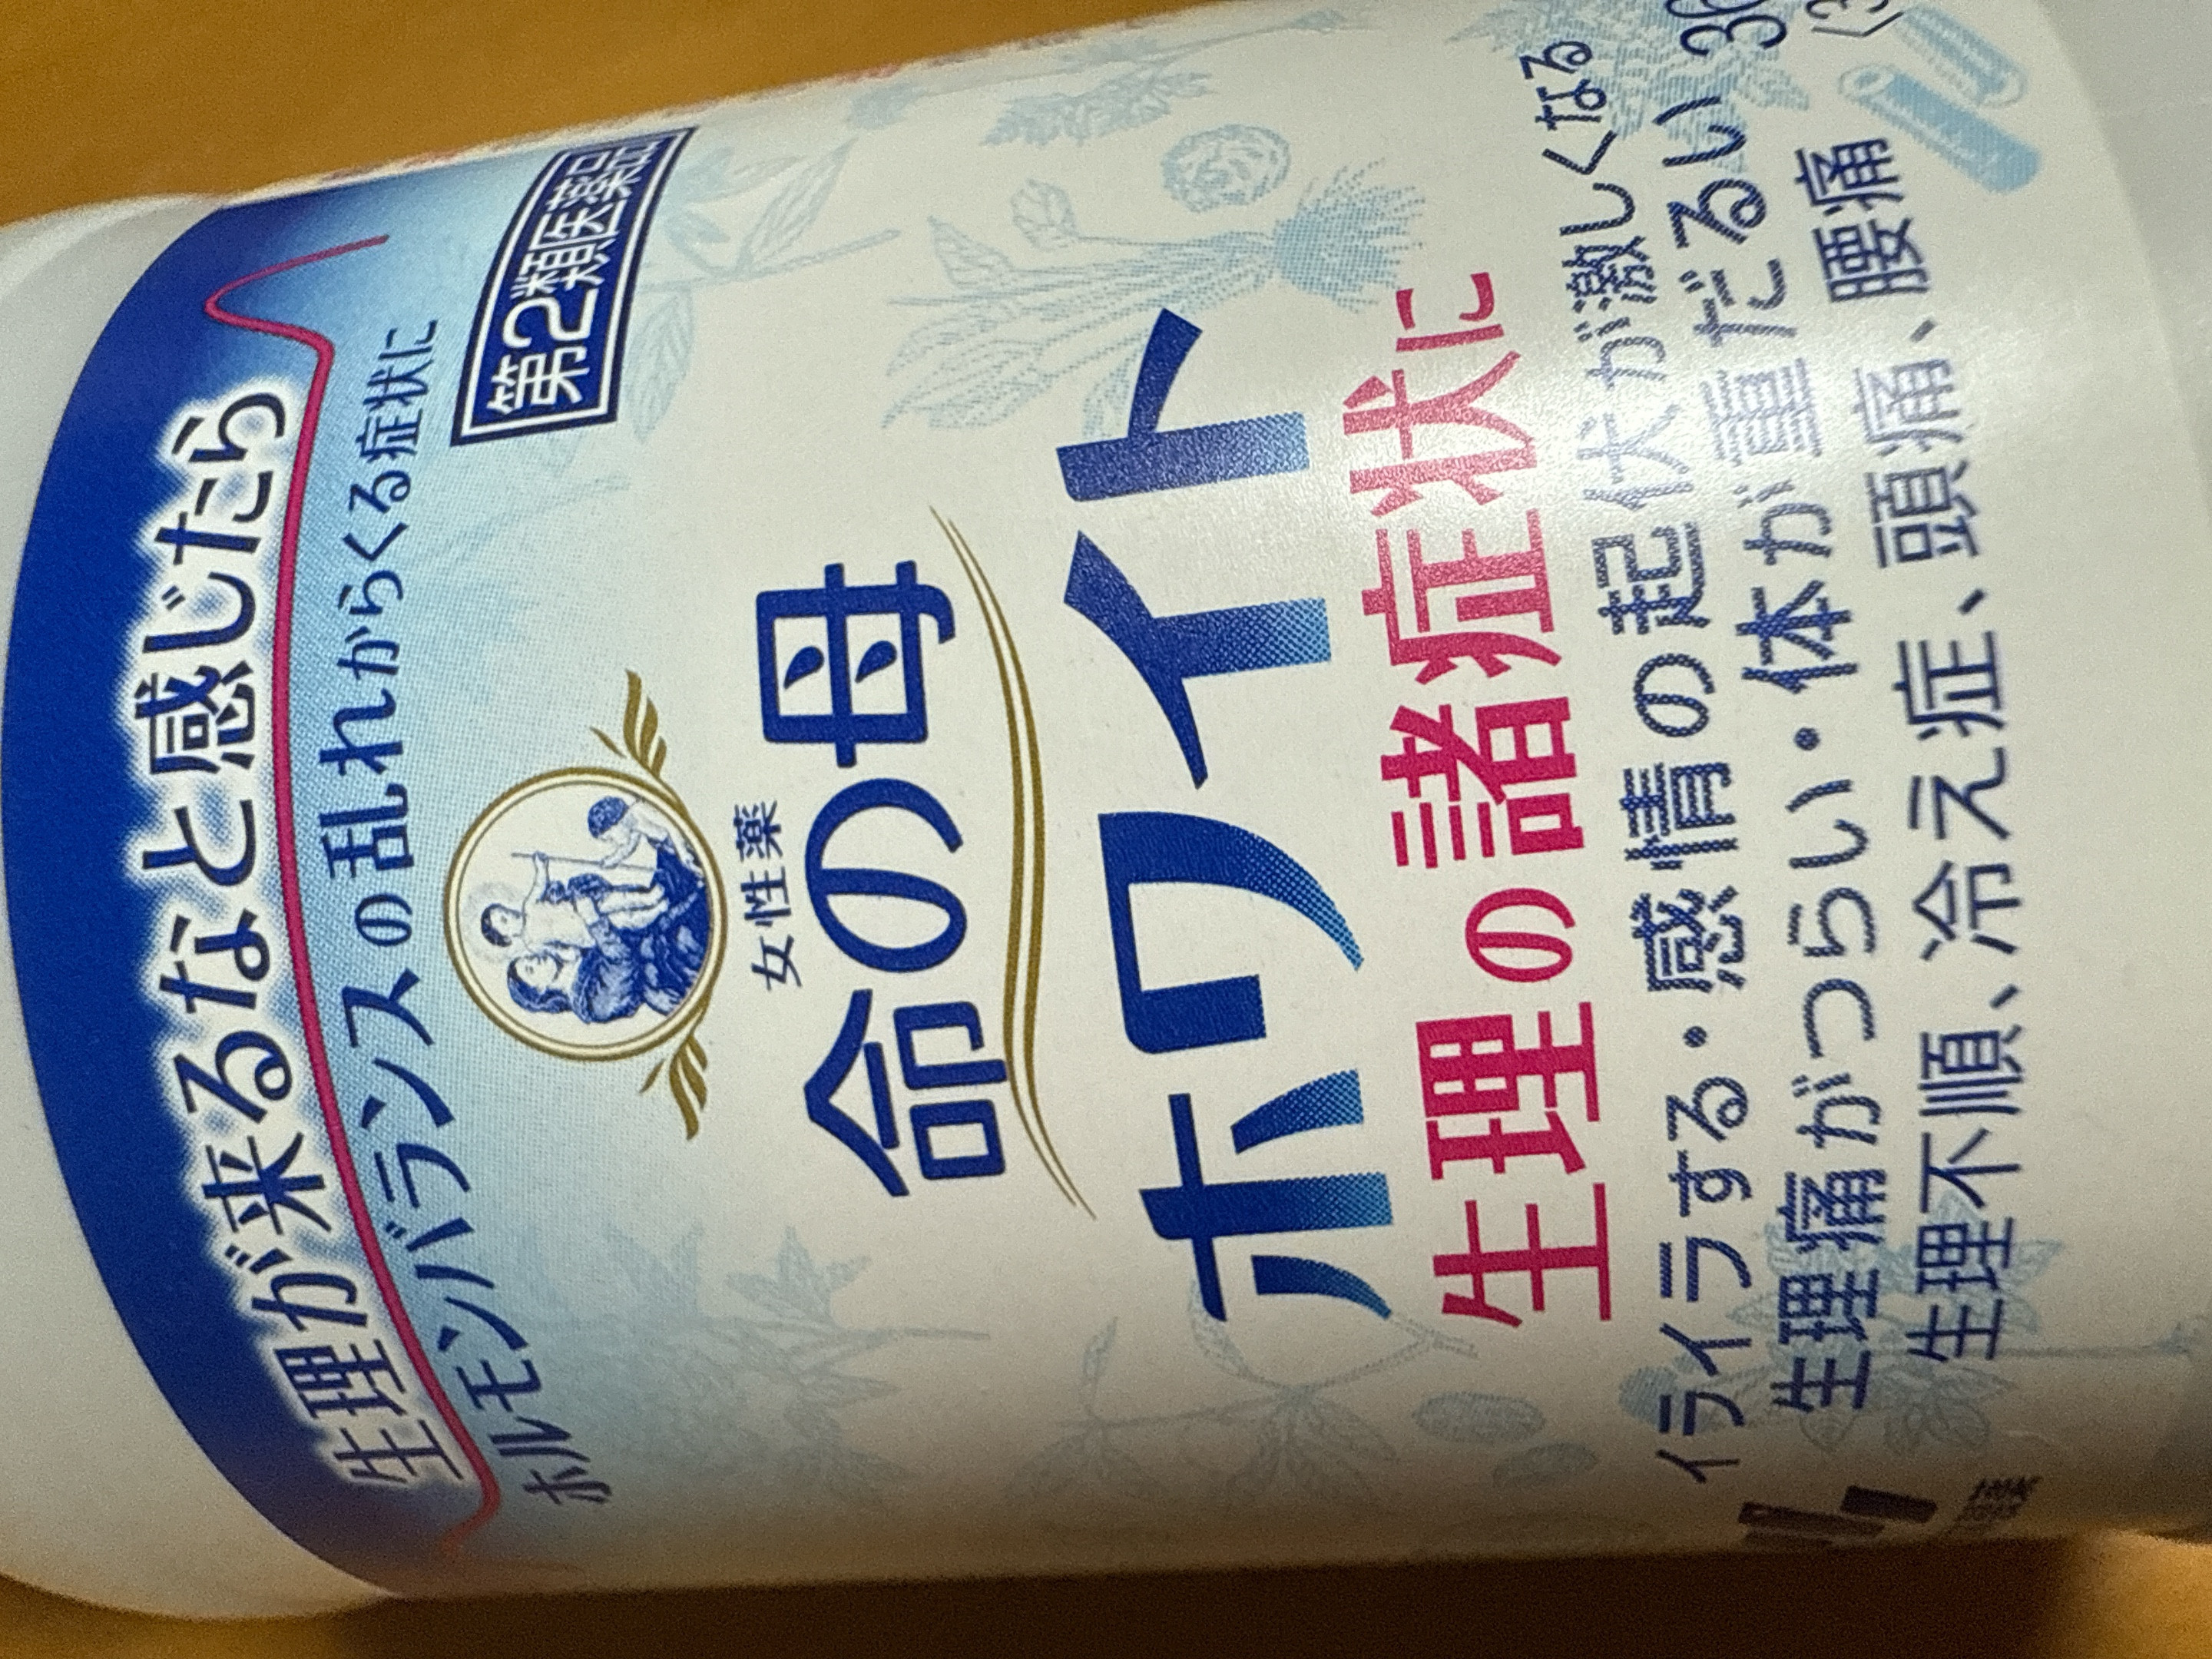 生理が来るなと感じたら
ホルモンバランスの乱れからくる症状に
第2類医薬品
女性薬
命の母
ホワイト
生理の諸症状に
イライラする・感情の起伏が激しくなる
生理痛がつらい・体が重だるい
生理不順、冷え症、頭痛、腰痛